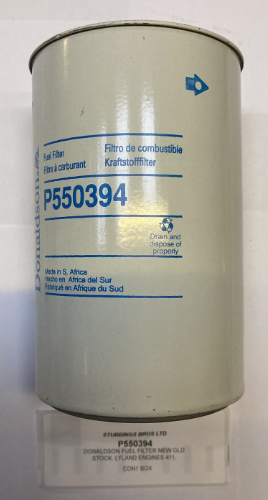 Donaldson
Fuel Filter
Filtre à carburant
Filtro de combustible
Kraftstofffilter
P550394
Drain and
dispose of
properly
Made in S. Africa
Hecho en Africa del Sur
Fabriqué en Afrique du Sud
STUBBINGS BROS LTD
P550394
DONALDSON FUEL FILTER NEW OLD
STOCK. LYLAND ENGINES 411,
CON1 BOX